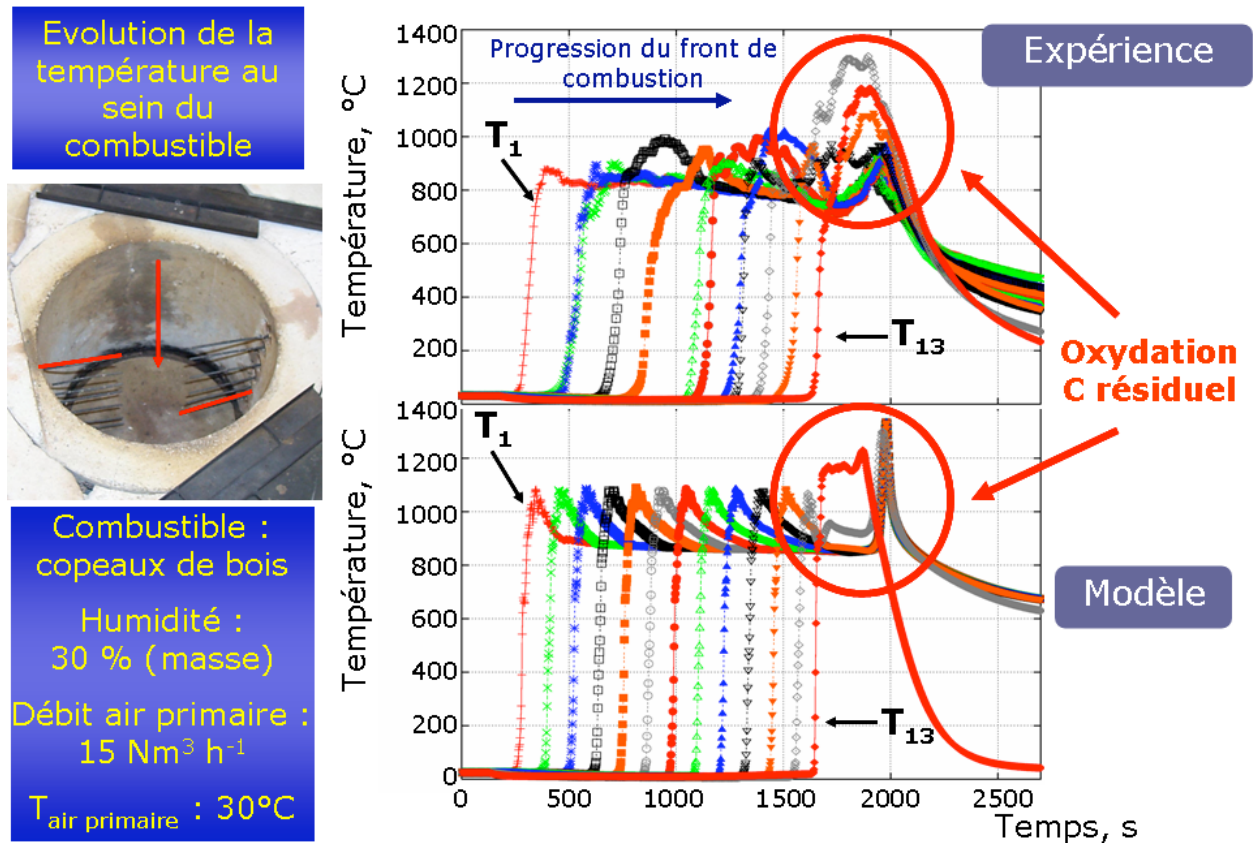 Evolution de la
température au
sein du
combustible
Combustible :
copeaux de bois
Humidité :
30 % (masse)
Débit air primaire :
15 Nm³ h⁻¹
T air primaire : 30°C
Expérience
Progression du front de
combustion
Température, °C
1400
1200
1000
800
600
400
200
T₁
T₁₃
Oxydation
C résiduel
Modèle
Température, °C
1400
1200
1000
800
600
400
200
0
T₁
T₁₃
0 500 1000 1500 2000 2500
Temps, s